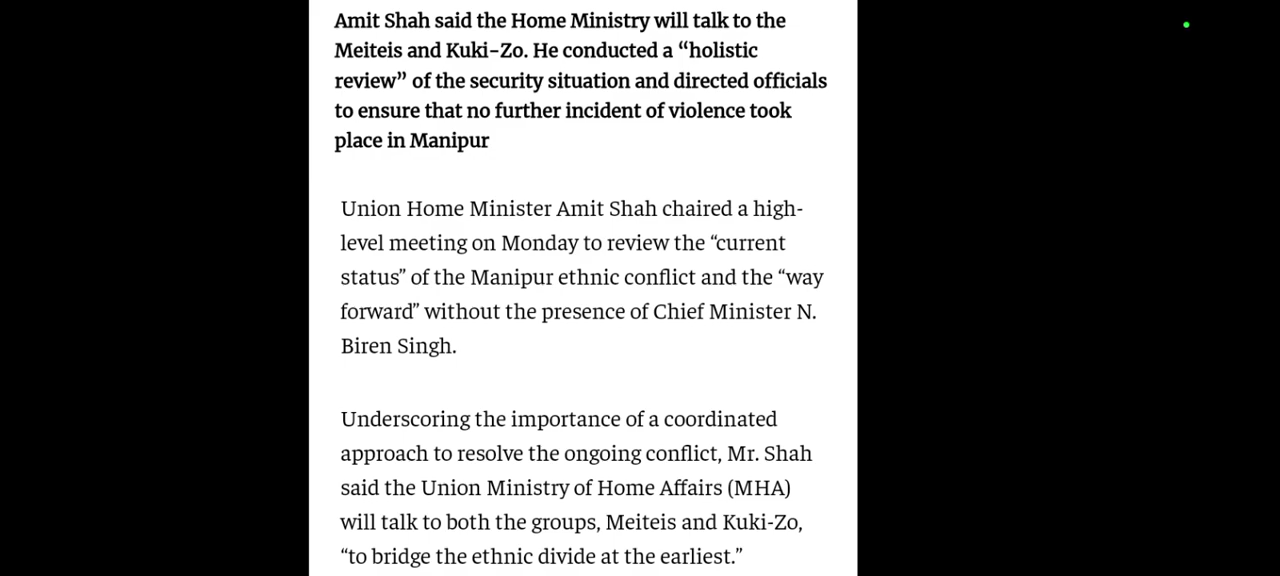 Amit Shah said the Home Ministry will talk to the
Meiteis and Kuki-Zo. He conducted a “holistic
review” of the security situation and directed officials
to ensure that no further incident of violence took
place in Manipur
Union Home Minister Amit Shah chaired a high-
level meeting on Monday to review the “current
status” of the Manipur ethnic conflict and the “way
forward” without the presence of Chief Minister N.
Biren Singh.
Underscoring the importance of a coordinated
approach to resolve the ongoing conflict, Mr. Shah
said the Union Ministry of Home Affairs (MHA)
will talk to both the groups, Meiteis and Kuki-Zo,
“to bridge the ethnic divide at the earliest.”